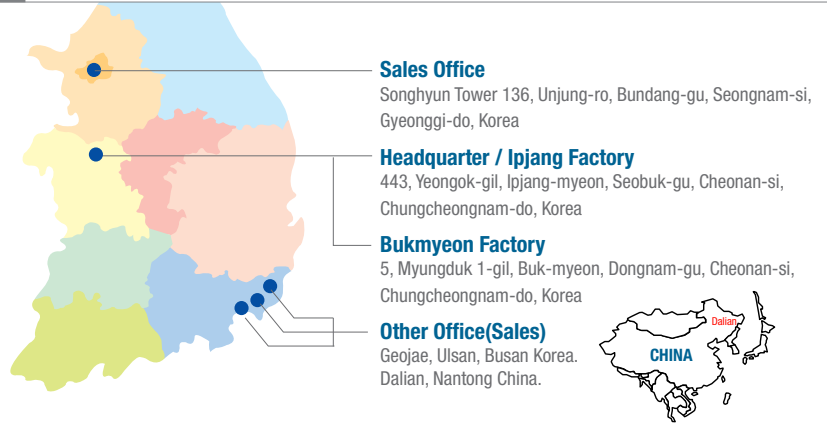 Sales Office
Songhyun Tower 136, Unjung-ro, Bundang-gu, Seongnam-si,
Gyeonggi-do, Korea
Headquarter / Ipjang Factory
443, Yeongok-gil, Ipjang-myeon, Seobuk-gu, Cheonan-si,
Chungcheongnam-do, Korea
Bukmyeon Factory
5, Myungduk 1-gil, Buk-myeon, Dongnam-gu, Cheonan-si,
Chungcheongnam-do, Korea
Other Office(Sales)
Geojae, Ulsan, Busan Korea.
Dalian, Nantong China.
Dalian
CHINA